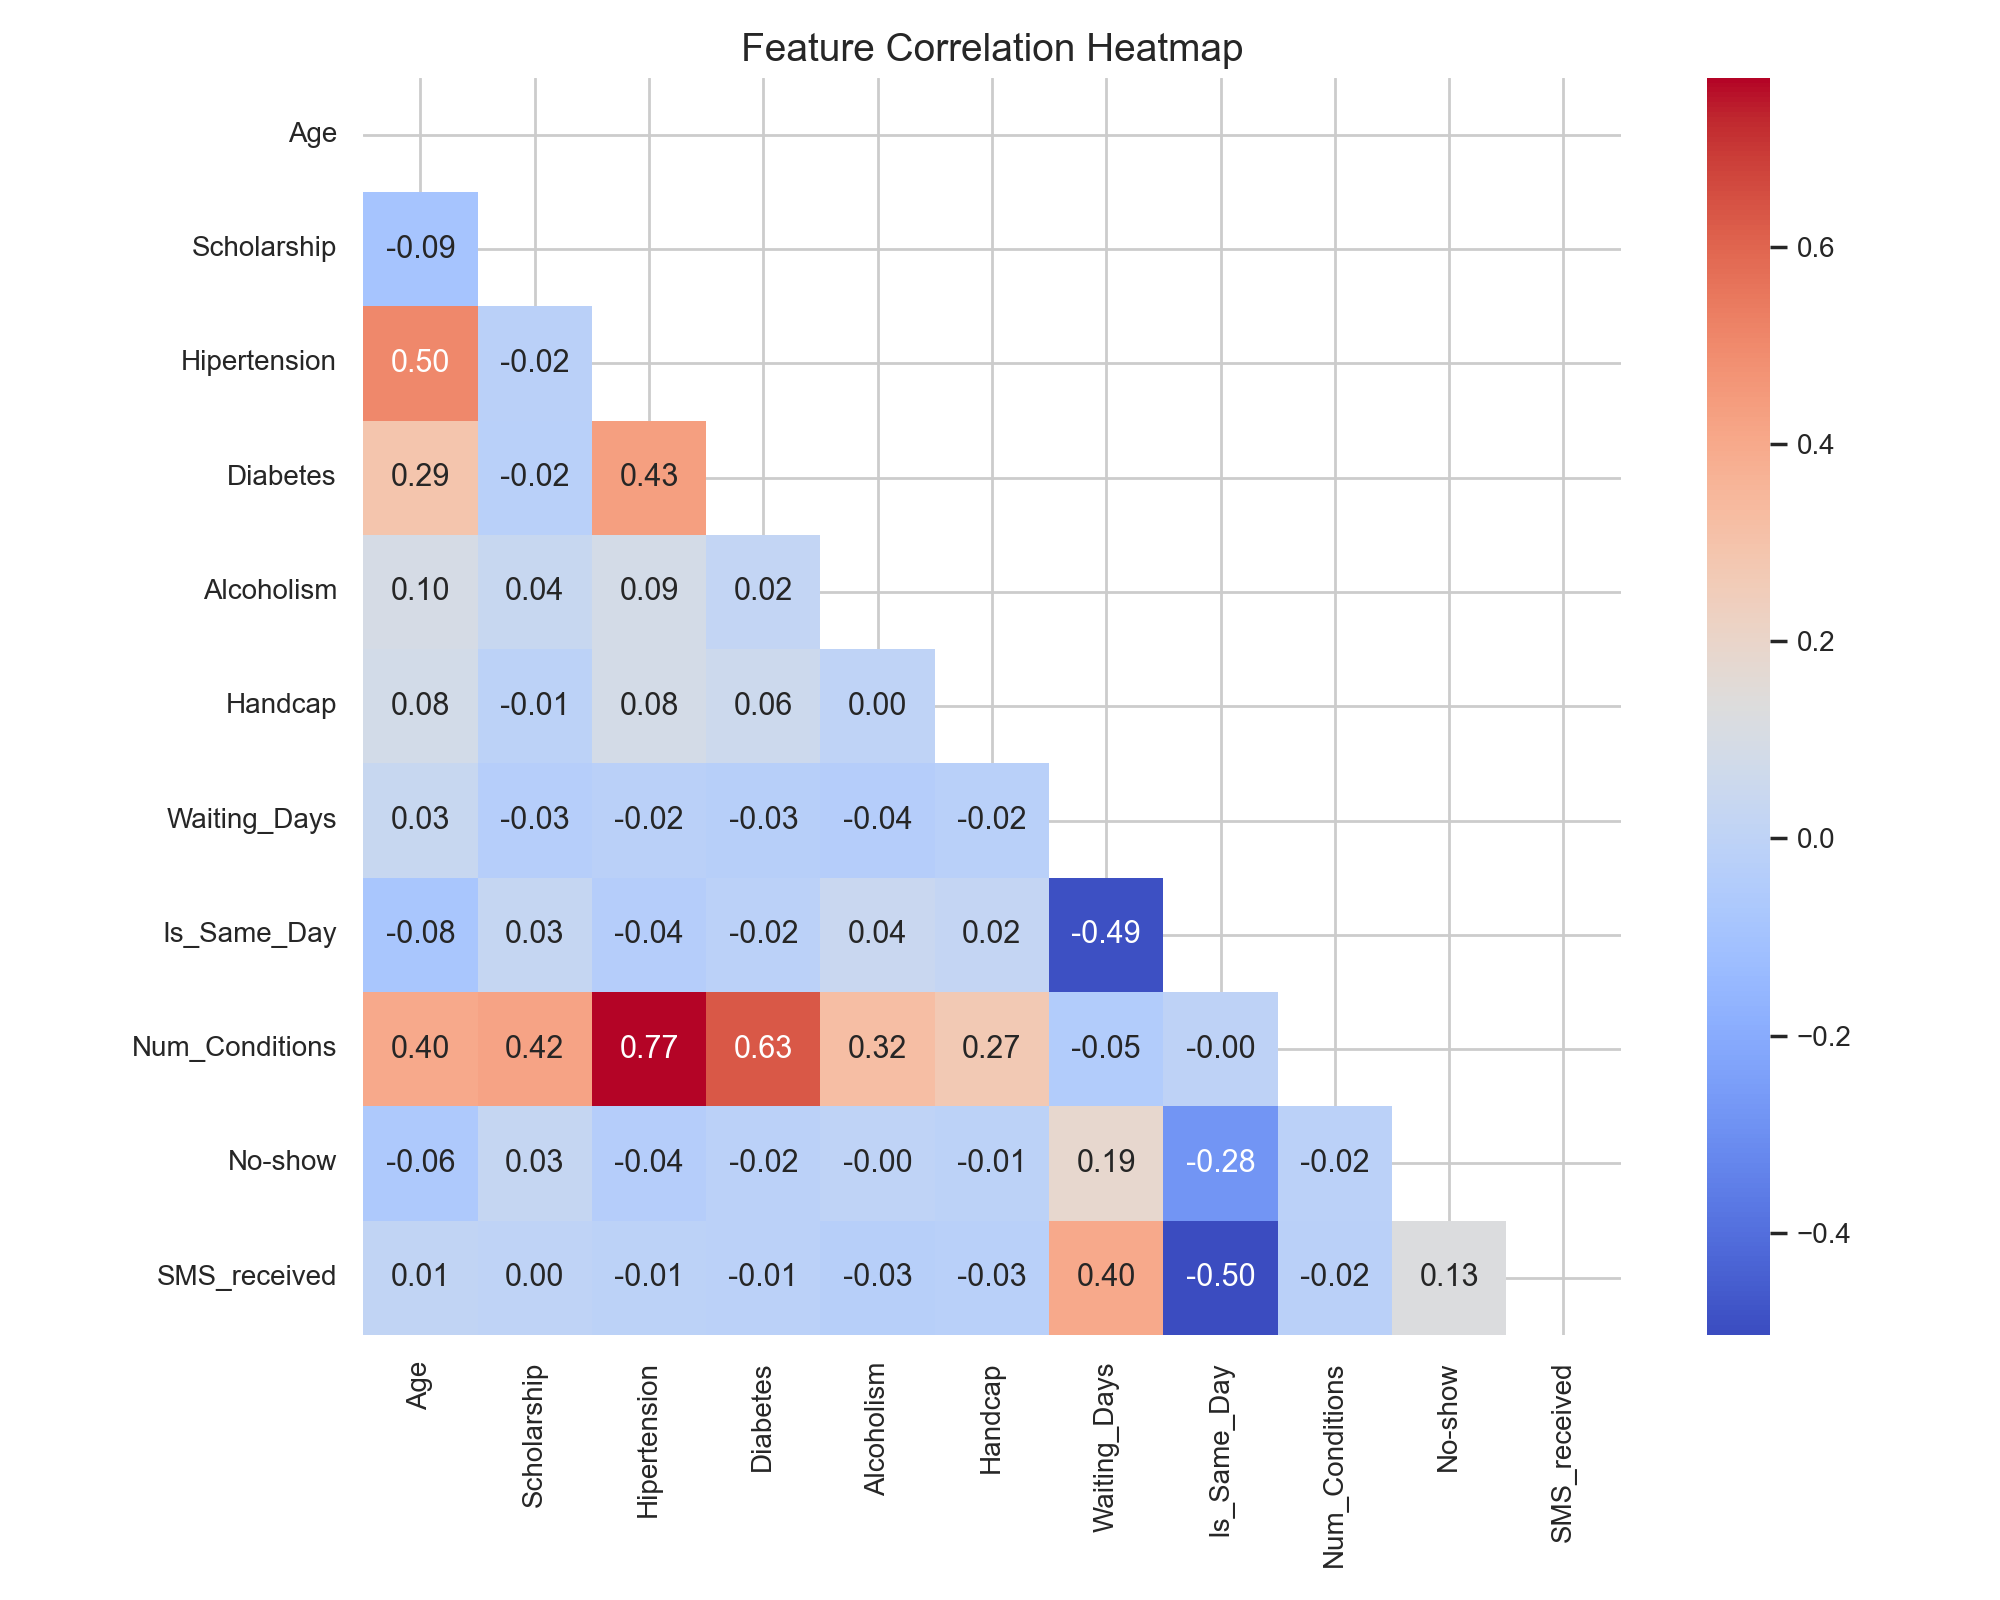 Feature Correlation Heatmap
Age
Scholarship -0.09
Hipertension 0.50 -0.02
Diabetes 0.29 -0.02 0.43
Alcoholism 0.10 0.04 0.09 0.02
Handcap 0.08 -0.01 0.08 0.06 0.00
Waiting_Days 0.03 -0.03 -0.02 -0.03 -0.04 -0.02
Is_Same_Day -0.08 0.03 -0.04 -0.02 0.04 0.02 -0.49
Num_Conditions 0.40 0.42 0.77 0.63 0.32 0.27 -0.05 -0.00
No-show -0.06 0.03 -0.04 -0.02 -0.00 -0.01 0.19 -0.28 -0.02
SMS_received 0.01 0.00 -0.01 -0.01 -0.03 -0.03 0.40 -0.50 -0.02 0.13
Age
Scholarship
Hipertension
Diabetes
Alcoholism
Handcap
Waiting_Days
Is_Same_Day
Num_Conditions
No-show
SMS_received
0.6
0.4
0.2
0.0
−0.2
−0.4